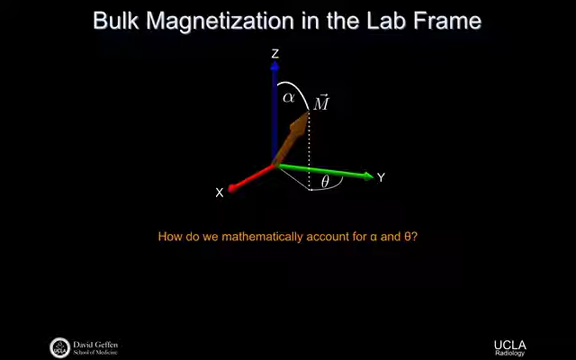 Bulk Magnetization in the Lab Frame
Z
α
M⃗
X
θ
Y
How do we mathematically account for α and θ?
David Geffen
School of Medicine
UCLA
UCLA
Radiology